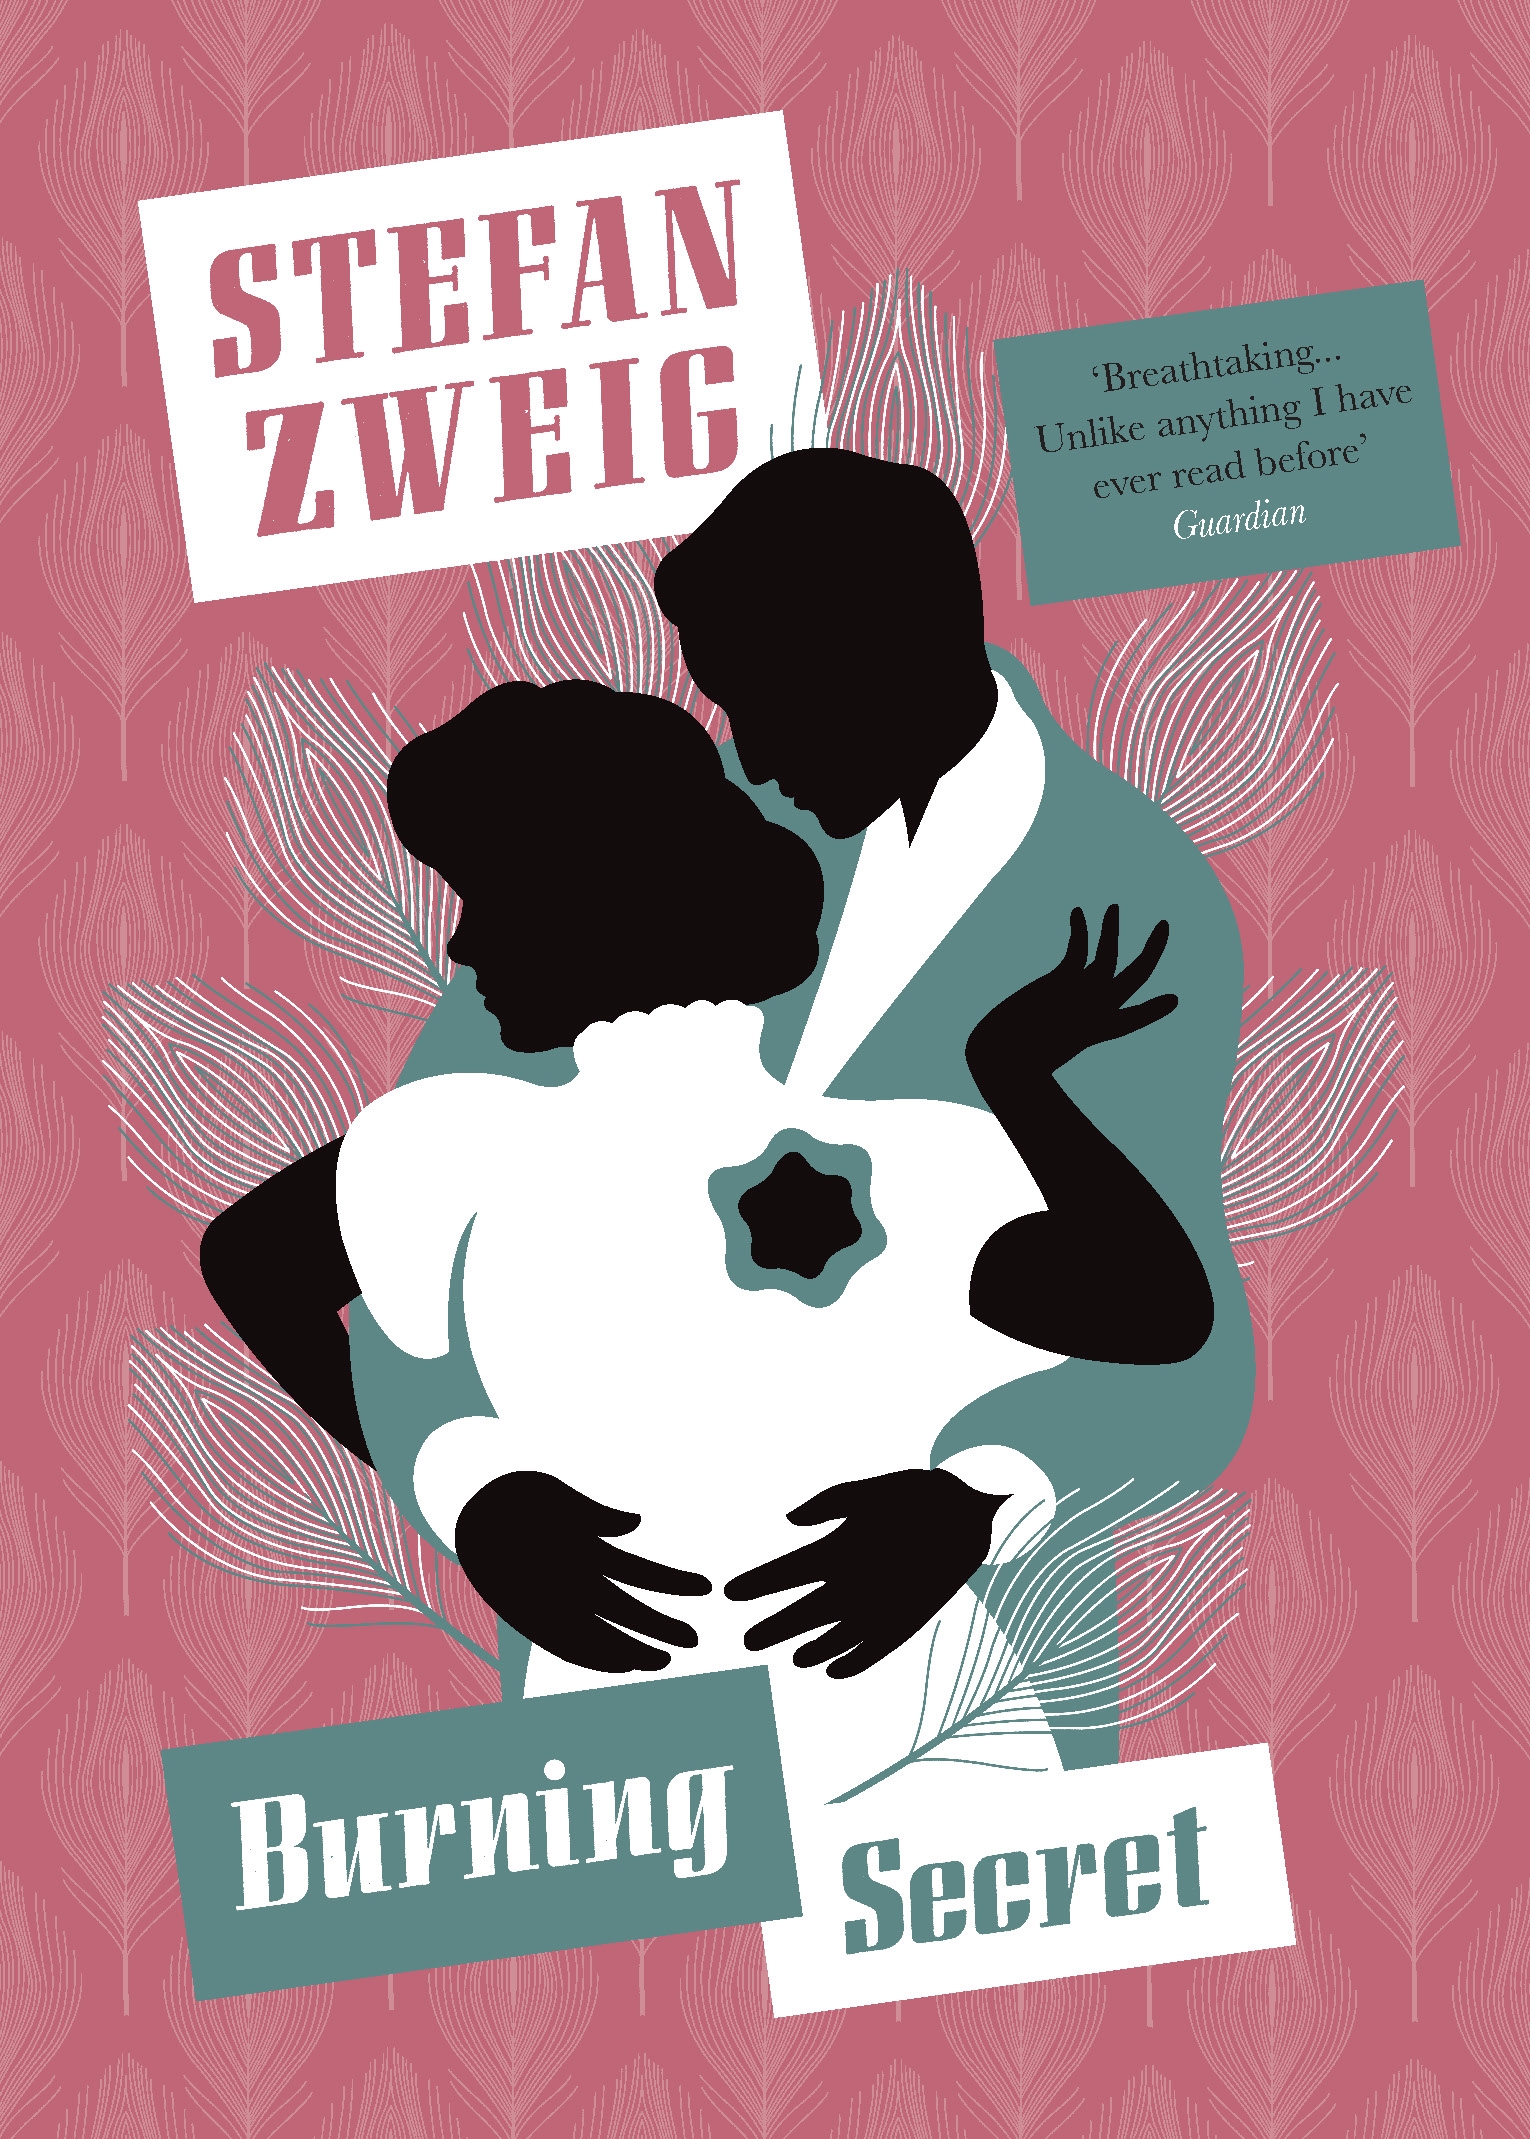 STEFAN
ZWEIG
‘Breathtaking...
Unlike anything I have
ever read before’
Guardian
Burning
Secret